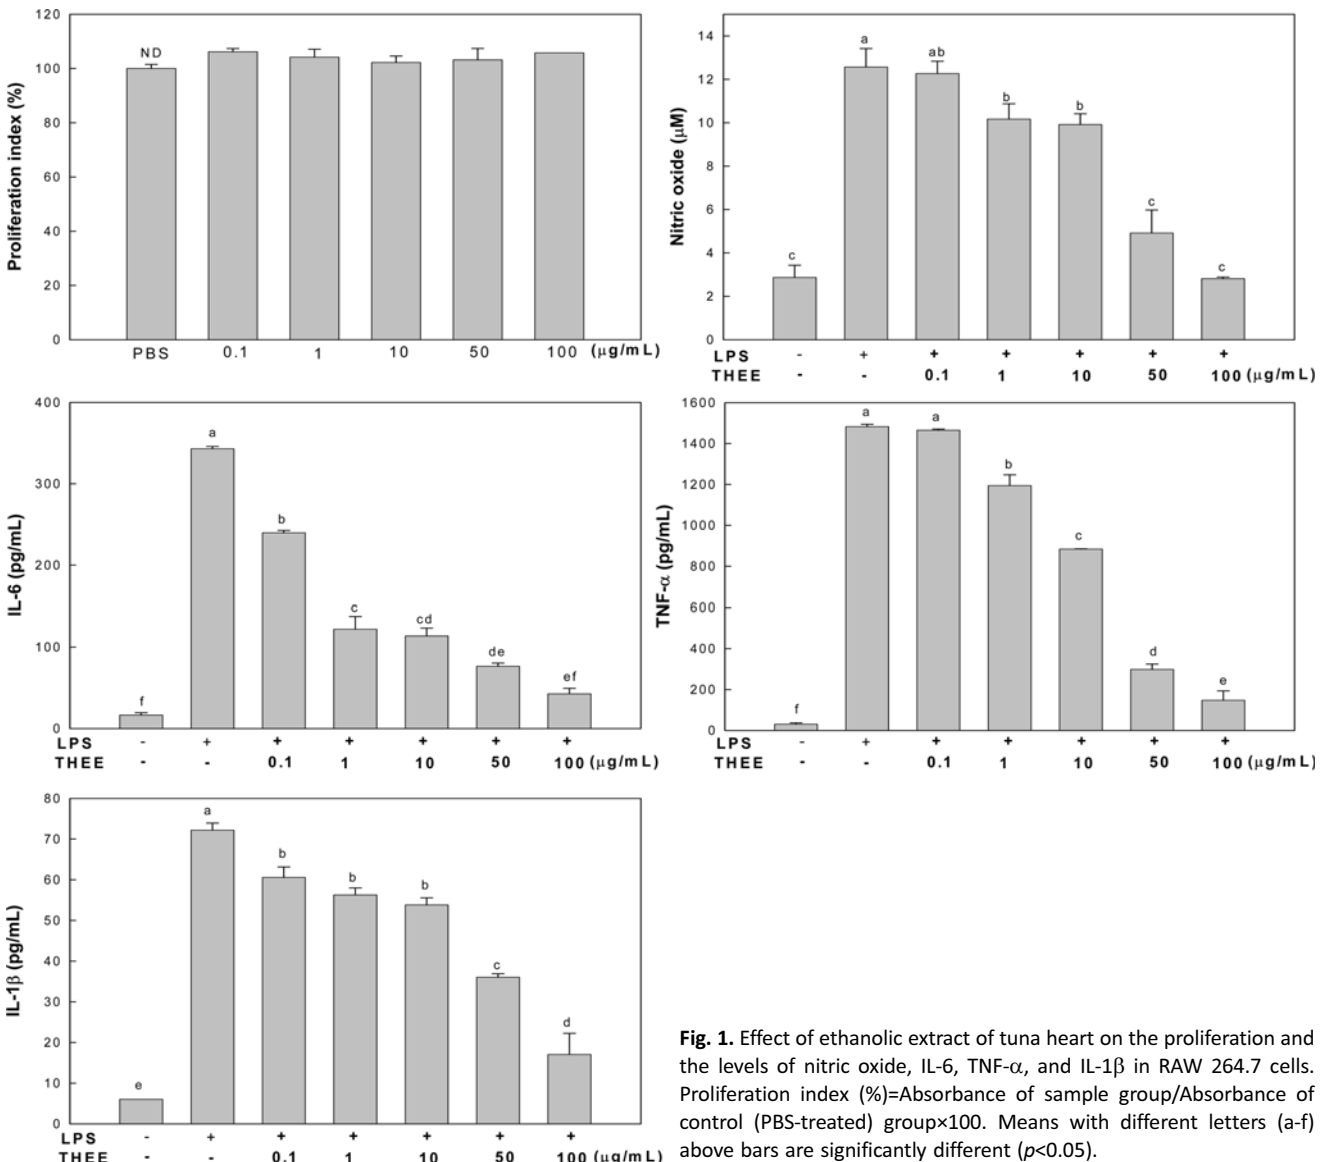 120
100
80
60
40
20
0
Proliferation index (%)
ND
PBS 0.1 1 10 50 100 (μg/mL)
14
12
10
8
6
4
2
0
Nitric oxide (μM)
c a ab b b c c
LPS - + + + + + +
THEE - - 0.1 1 10 50 100 (μg/mL)
400
300
200
100
0
IL-6 (pg/mL)
f a b c cd de ef
LPS - + + + + + +
THEE - - 0.1 1 10 50 100 (μg/mL)
1600
1400
1200
1000
800
600
400
200
0
TNF-α (pg/mL)
f a a b c d e
LPS - + + + + + +
THEE - - 0.1 1 10 50 100 (μg/mL)
80
70
60
50
40
30
20
10
0
IL-1β (pg/mL)
e a b b b c d
LPS - + + + + + +
THEE - - 0.1 1 10 50 100 (μg/mL)
Fig. 1. Effect of ethanolic extract of tuna heart on the proliferation and
the levels of nitric oxide, IL-6, TNF-α, and IL-1β in RAW 264.7 cells.
Proliferation index (%)=Absorbance of sample group/Absorbance of
control (PBS-treated) group×100. Means with different letters (a-f)
above bars are significantly different (p<0.05).